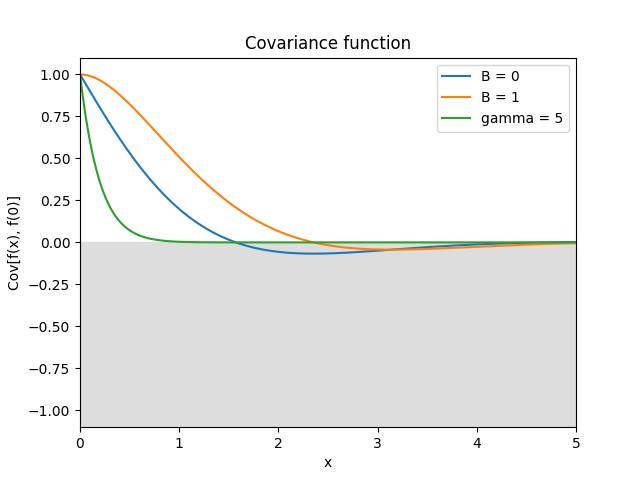 Covariance function
B = 0
B = 1
gamma = 5
Cov[f(x), f(0)]
1.00
0.75
0.50
0.25
0.00
−0.25
−0.50
−0.75
−1.00
0 1 2 3 4 5
x